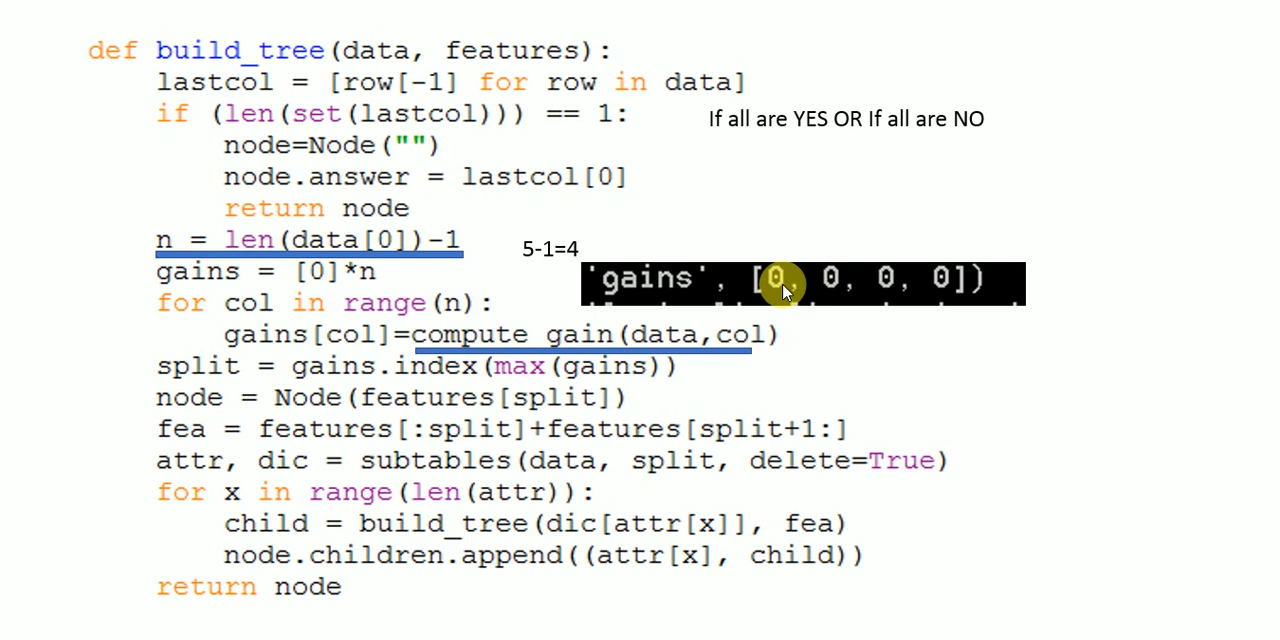 def build_tree(data, features):
lastcol = [row[-1] for row in data]
if (len(set(lastcol))) == 1:
If all are YES OR If all are NO
node=Node("")
node.answer = lastcol[0]
return node
n = len(data[0])-1
5-1=4
gains = [0]*n
'gains', [0, 0, 0, 0])
for col in range(n):
gains[col]=compute_gain(data,col)
split = gains.index(max(gains))
node = Node(features[split])
fea = features[:split]+features[split+1:]
attr, dic = subtables(data, split, delete=True)
for x in range(len(attr)):
child = build_tree(dic[attr[x]], fea)
node.children.append((attr[x], child))
return node